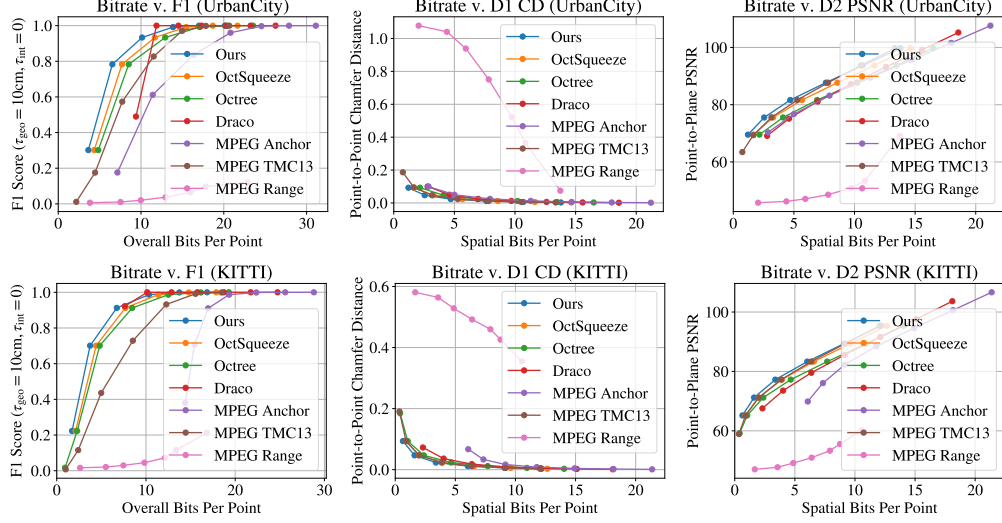 Bitrate v. F1 (UrbanCity)
F1 Score (τgeo = 10cm, τint = 0)
1.0
0.8
0.6
0.4
0.2
0.0
Ours
OctSqueeze
Octree
Draco
MPEG Anchor
MPEG TMC13
MPEG Range
0
10
20
30
Overall Bits Per Point
Bitrate v. D1 CD (UrbanCity)
Point-to-Point Chamfer Distance
1.0
0.8
0.6
0.4
0.2
0.0
Ours
OctSqueeze
Octree
Draco
MPEG Anchor
MPEG TMC13
MPEG Range
0
5
10
15
20
Spatial Bits Per Point
Bitrate v. D2 PSNR (UrbanCity)
Point-to-Plane PSNR
100
80
60
Ours
OctSqueeze
Octree
Draco
MPEG Anchor
MPEG TMC13
MPEG Range
0
5
10
15
20
Spatial Bits Per Point
Bitrate v. F1 (KITTI)
F1 Score (τgeo = 10cm, τint = 0)
1.0
0.8
0.6
0.4
0.2
0.0
Ours
OctSqueeze
Octree
Draco
MPEG Anchor
MPEG TMC13
MPEG Range
0
10
20
30
Overall Bits Per Point
Bitrate v. D1 CD (KITTI)
Point-to-Point Chamfer Distance
0.6
0.4
0.2
0.0
Ours
OctSqueeze
Octree
Draco
MPEG Anchor
MPEG TMC13
MPEG Range
0
5
10
15
20
Spatial Bits Per Point
Bitrate v. D2 PSNR (KITTI)
Point-to-Plane PSNR
100
80
60
Ours
OctSqueeze
Octree
Draco
MPEG Anchor
MPEG TMC13
MPEG Range
0
5
10
15
20
Spatial Bits Per Point